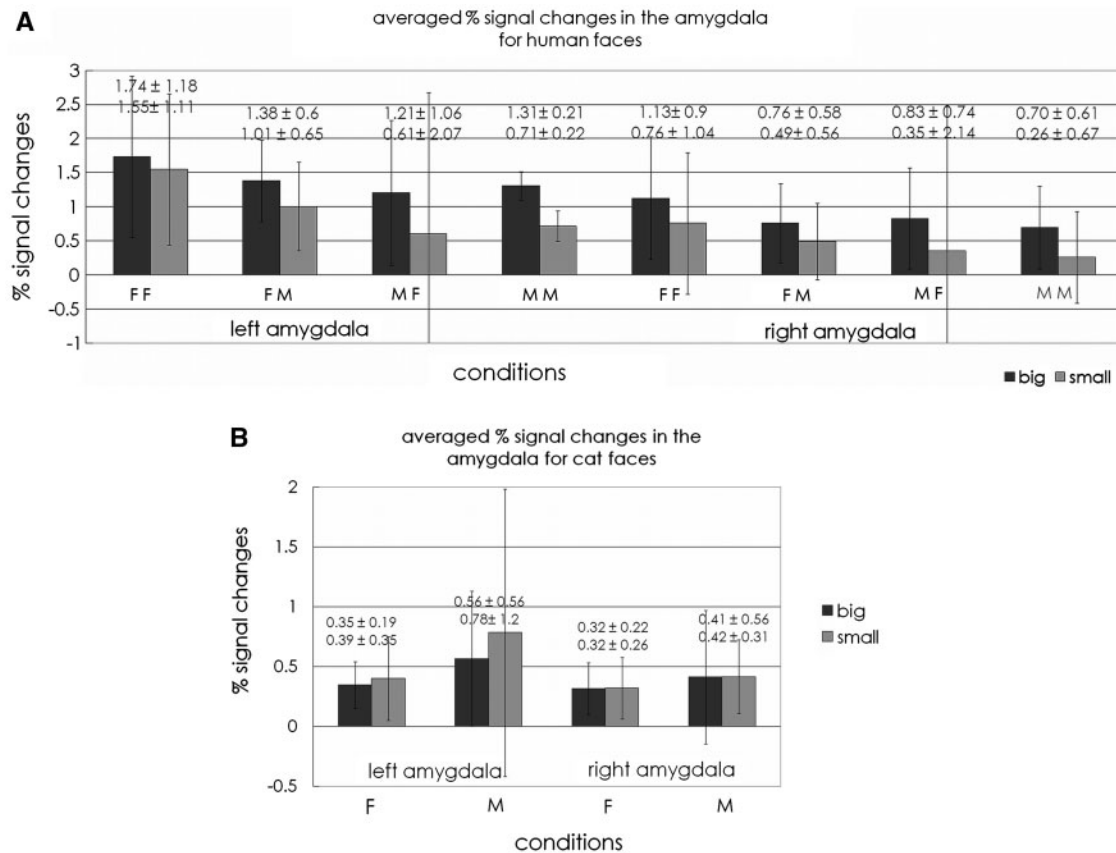 A
averaged % signal changes in the amygdala
for human faces
% signal changes
3
2.5
2
1.5
1
0.5
0
-0.5
-1
1.74 ± 1.18
1.55± 1.11
1.38 ± 0.6
1.01 ± 0.65
1.21± 1.06
0.61± 2.07
1.31± 0.21
0.71± 0.22
1.13± 0.9
0.76 ± 1.04
0.76 ± 0.58
0.49± 0.56
0.83± 0.74
0.35± 2.14
0.70± 0.61
0.26± 0.67
F F
F M
M F
M M
F F
F M
M F
M M
left amygdala
right amygdala
conditions
big
small
B
averaged % signal changes in the
amygdala for cat faces
% signal changes
2
1.5
1
0.5
0
-0.5
0.35 ± 0.19
0.39 ± 0.35
0.56 ± 0.56
0.78± 1.2
0.32 ± 0.22
0.32 ± 0.26
0.41 ± 0.56
0.42 ± 0.31
big
small
left amygdala
right amygdala
F
M
F
M
conditions